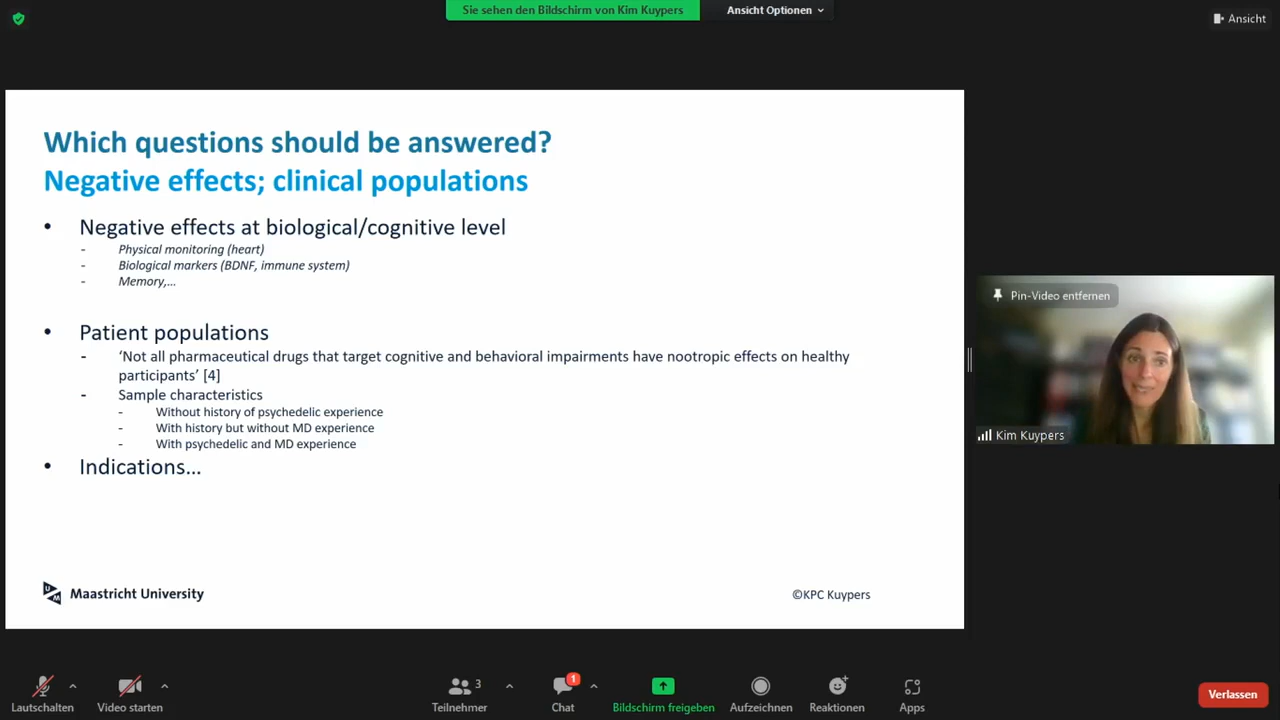 Sie sehen den Bildschirm von Kim Kuypers
Ansicht Optionen
Ansicht
Which questions should be answered?
Negative effects; clinical populations
• Negative effects at biological/cognitive level
- Physical monitoring (heart)
- Biological markers (BDNF, immune system)
- Memory,...
• Patient populations
- ‘Not all pharmaceutical drugs that target cognitive and behavioral impairments have nootropic effects on healthy
participants’ [4]
- Sample characteristics
- Without history of psychedelic experience
- With history but without MD experience
- With psychedelic and MD experience
• Indications...
Maastricht University
©KPC Kuypers
Pin-Video entfernen
Kim Kuypers
Lautschalten
Video starten
3
Teilnehmer
1
Chat
Bildschirm freigeben
Aufzeichnen
Reaktionen
Apps
Verlassen